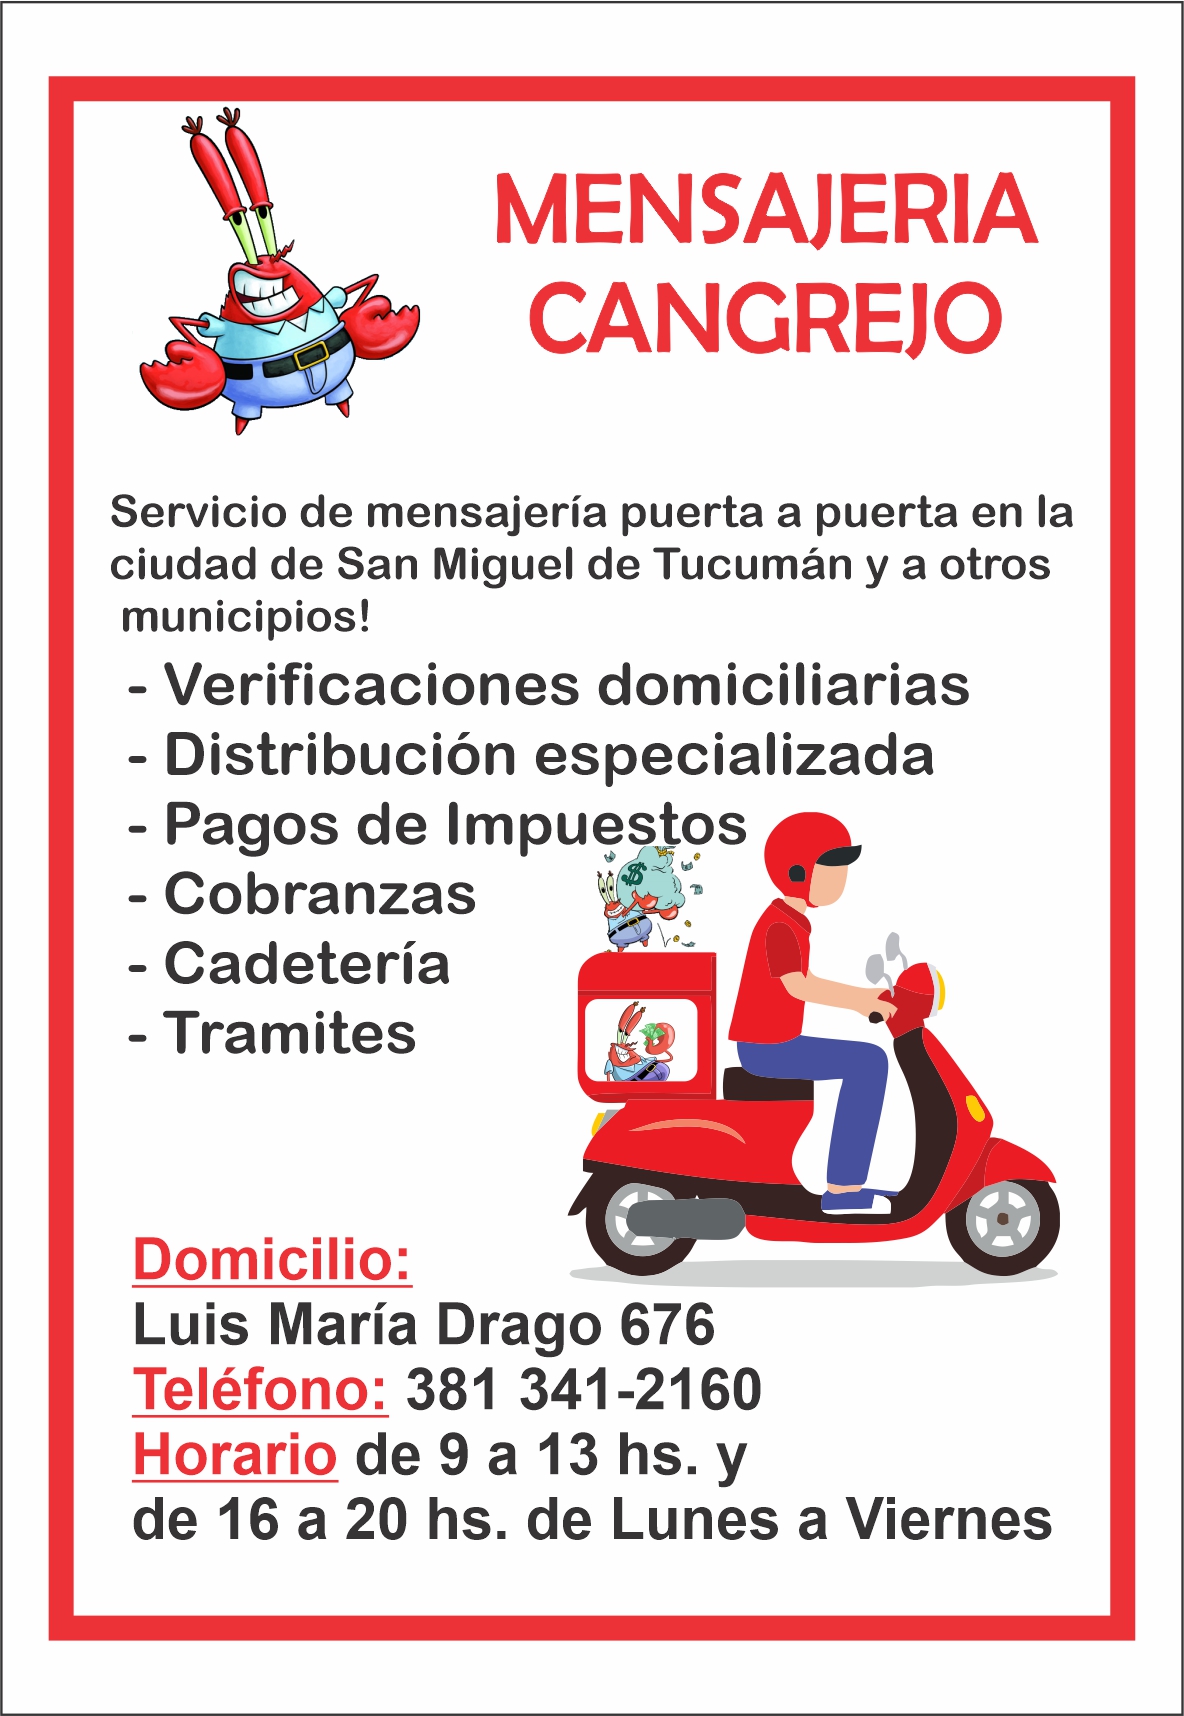 MENSAJERIA
CANGREJO
Servicio de mensajería puerta a puerta en la
ciudad de San Miguel de Tucumán y a otros
municipios!
- Verificaciones domiciliarias
- Distribución especializada
- Pagos de Impuestos
- Cobranzas
- Cadetería
- Tramites
$
Domicilio:
Luis María Drago 676
Teléfono: 381 341-2160
Horario de 9 a 13 hs. y
de 16 a 20 hs. de Lunes a Viernes